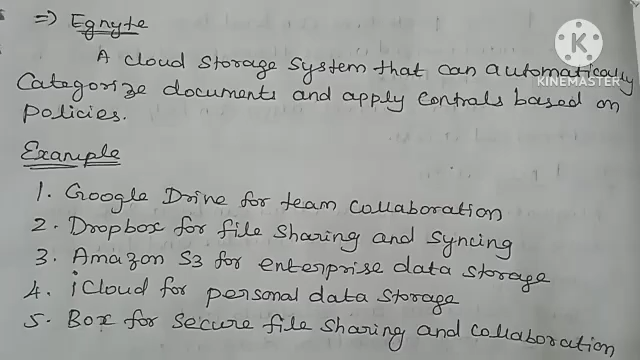 => Egnyte
A cloud storage system that can automatically
Categorize documents and apply controls based on
policies.
Example
1. Google Drive for team collaboration
2. Dropbox for file sharing and syncing
3. Amazon S3 for enterprise data storage
4. iCloud for personal data storage
5. Box for secure file sharing and collaboration
K
KINEMASTER